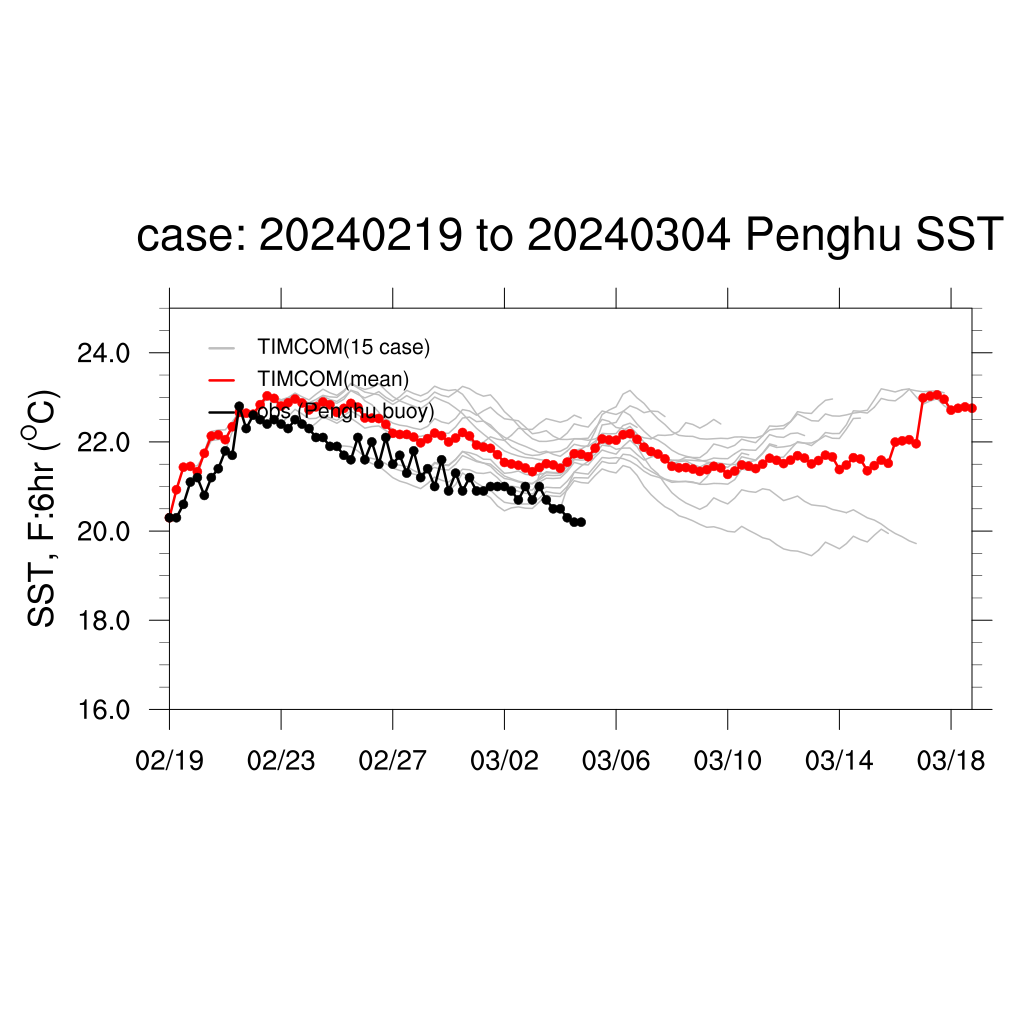 case: 20240219 to 20240304 Penghu SST
TIMCOM(15 case)
TIMCOM(mean)
obs (Penghu buoy)
SST, F:6hr (°C)
24.0
22.0
20.0
18.0
16.0
02/19 02/23 02/27 03/02 03/06 03/10 03/14 03/18